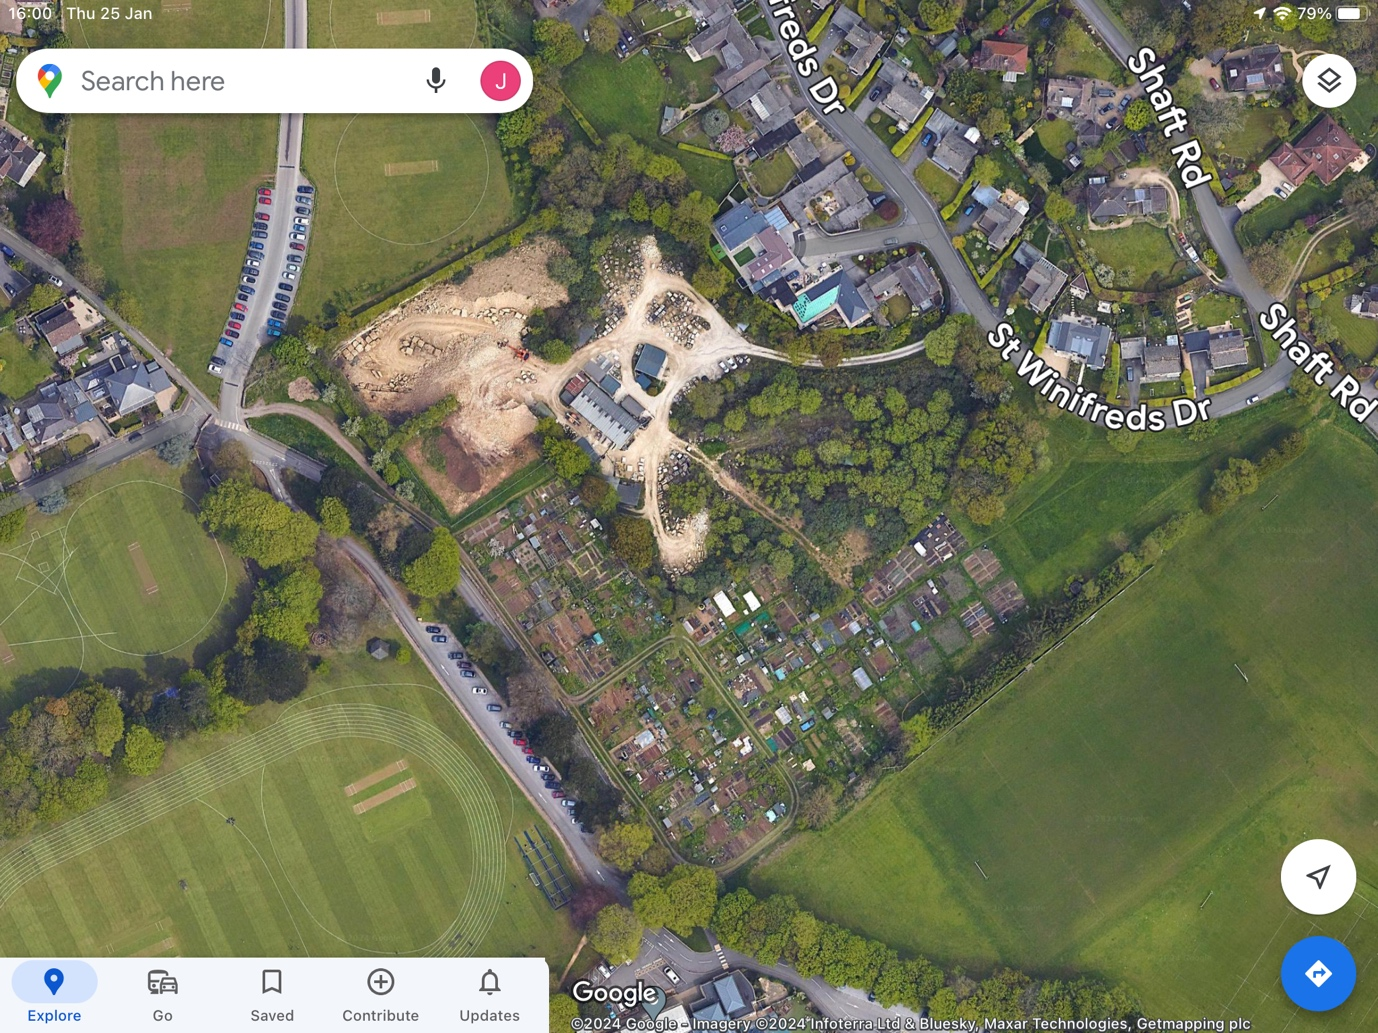 16:00 Thu 25 Jan
79%
Search here
J
freds Dr
Shaft Rd
St Winifreds Dr
Shaft Rd
Explore
Go
Saved
Contribute
Updates
Google
©2024 Google - Imagery ©2024 Infoterra Ltd & Bluesky, Maxar Technologies, Getmapping plc